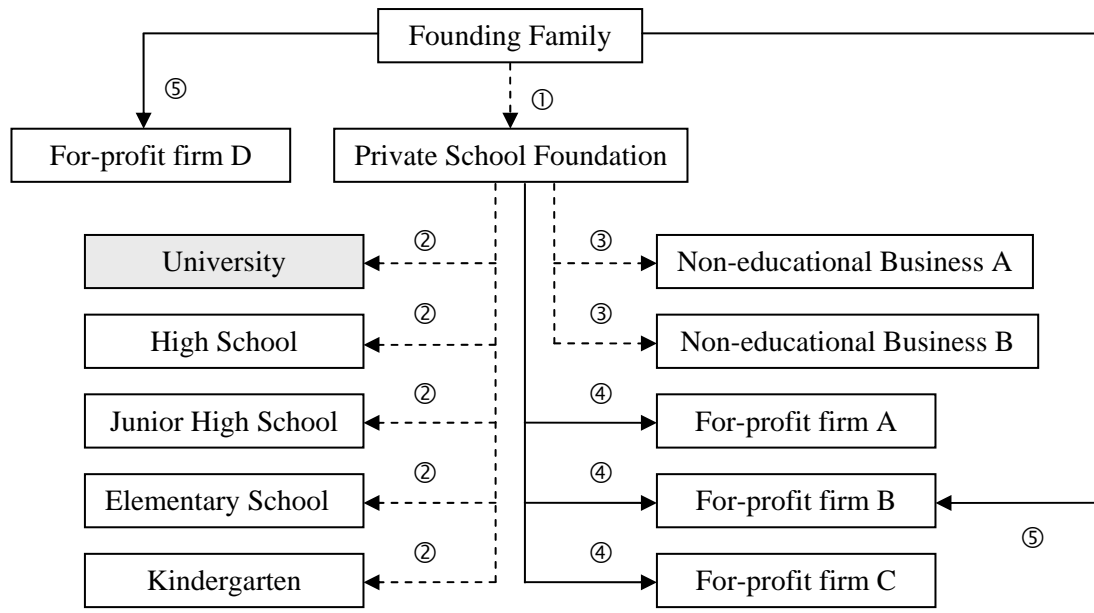 Founding Family
⑤
①
For-profit firm D
Private School Foundation
②
③
University
Non-educational Business A
②
③
High School
Non-educational Business B
②
④
Junior High School
For-profit firm A
②
④
Elementary School
For-profit firm B
⑤
②
④
Kindergarten
For-profit firm C